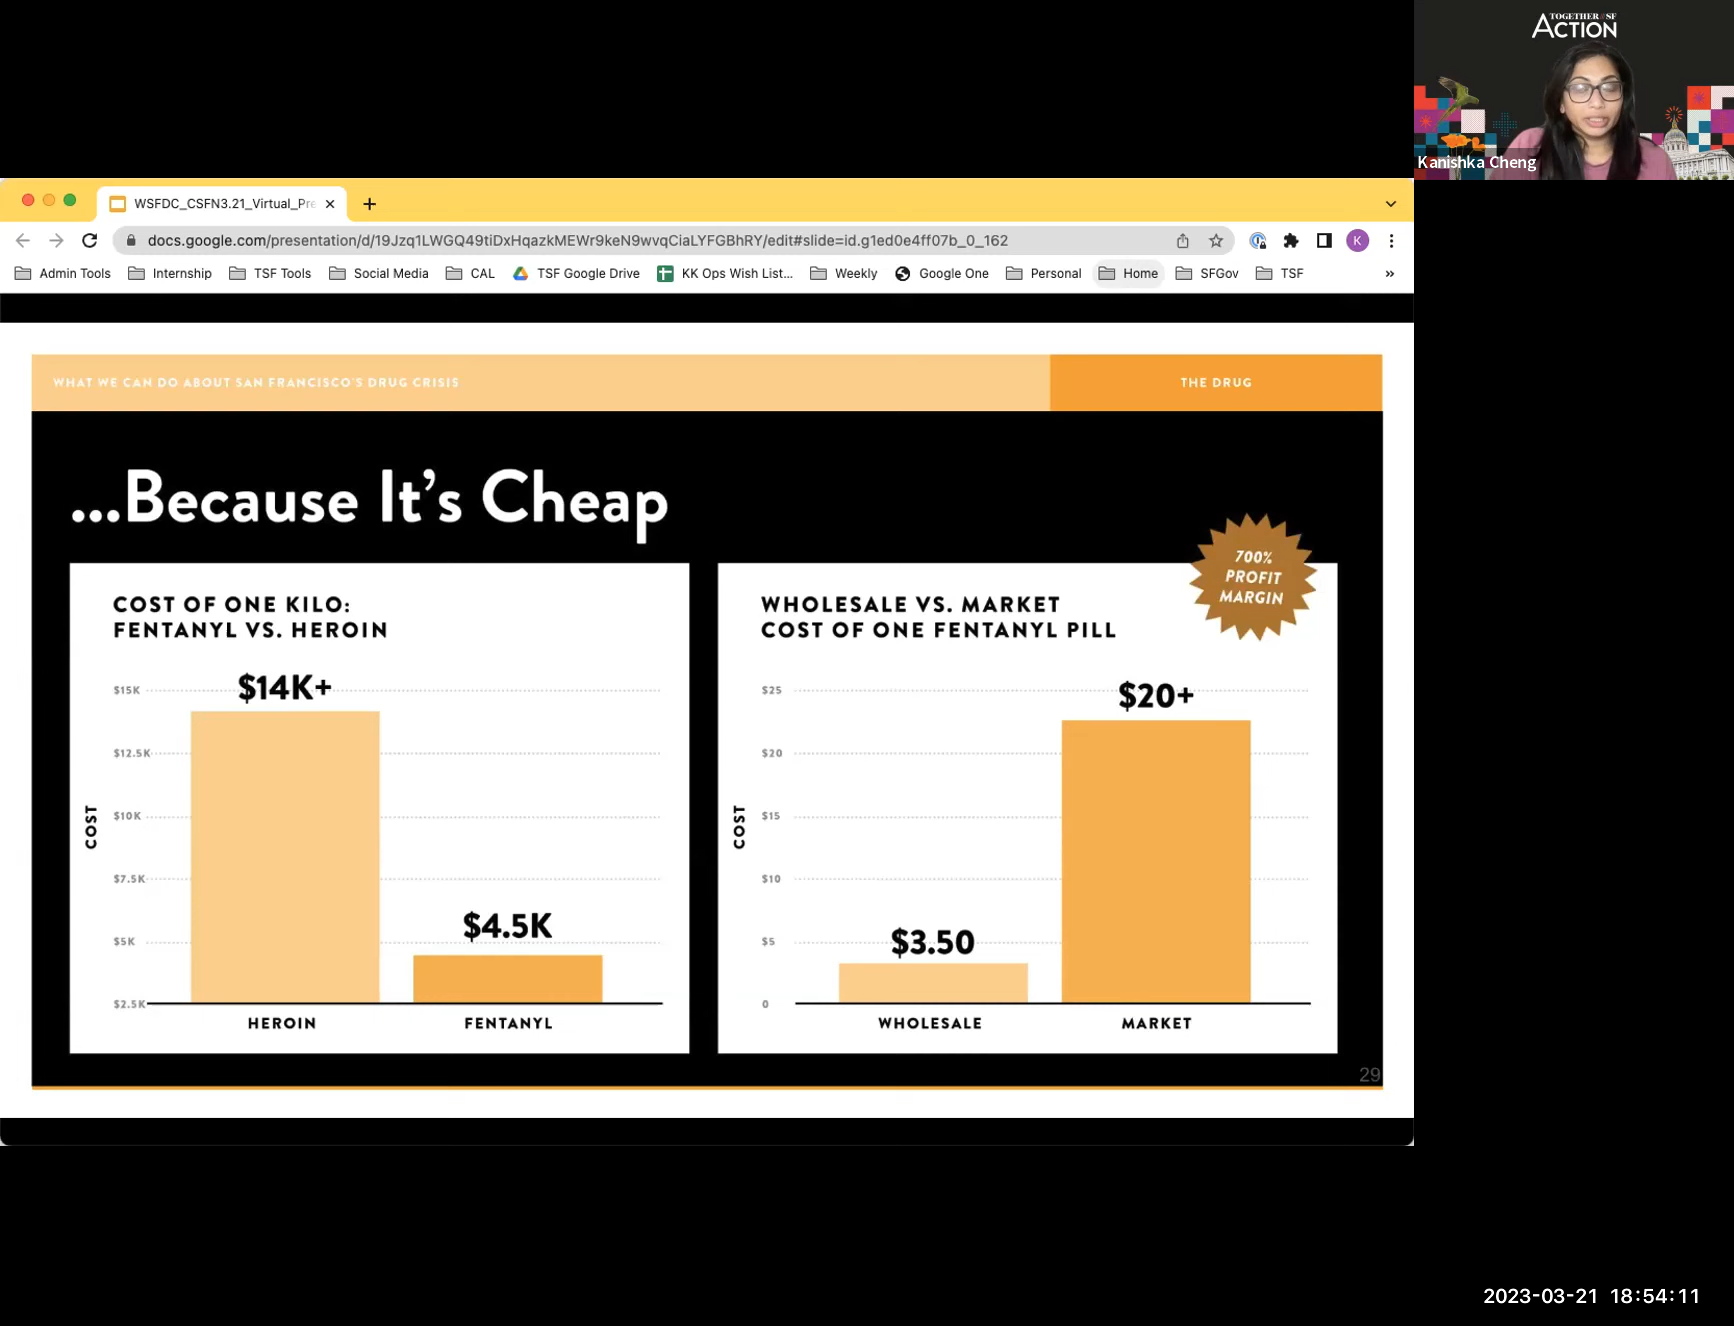 TOGETHER SF
ACTION
Kanishka Cheng
WSFDC_CSFN3.21_Virtual_Pre
docs.google.com/presentation/d/19Jzq1LWGQ49tiDxHqazkMEWr9keN9wvqCiaLYFGBhRY/edit#slide=id.g1ed0e4ff07b_0_162
K
Admin Tools Internship TSF Tools Social Media CAL TSF Google Drive KK Ops Wish List... Weekly Google One Personal Home SFGov TSF »
WHAT WE CAN DO ABOUT SAN FRANCISCO'S DRUG CRISIS
THE DRUG
...Because It's Cheap
COST OF ONE KILO:
FENTANYL VS. HEROIN
$15K
$12.5K
$10K
$7.5K
$5K
$2.5K
COST
$14K+
$4.5K
HEROIN
FENTANYL
WHOLESALE VS. MARKET
COST OF ONE FENTANYL PILL
700%
PROFIT
MARGIN
$25
$20
$15
$10
$5
0
COST
$3.50
$20+
WHOLESALE
MARKET
29
2023-03-21 18:54:11